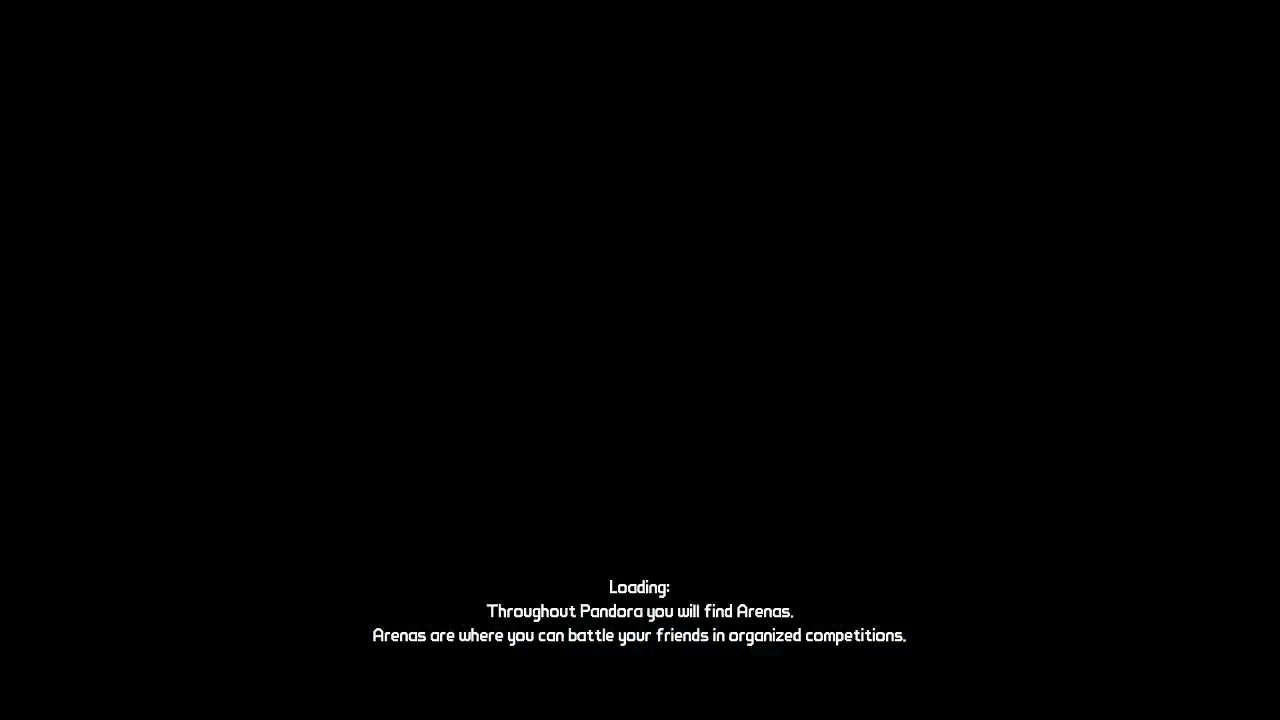 Loading:
Throughout Pandora you will find Arenas.
Arenas are where you can battle your friends in organized competitions.